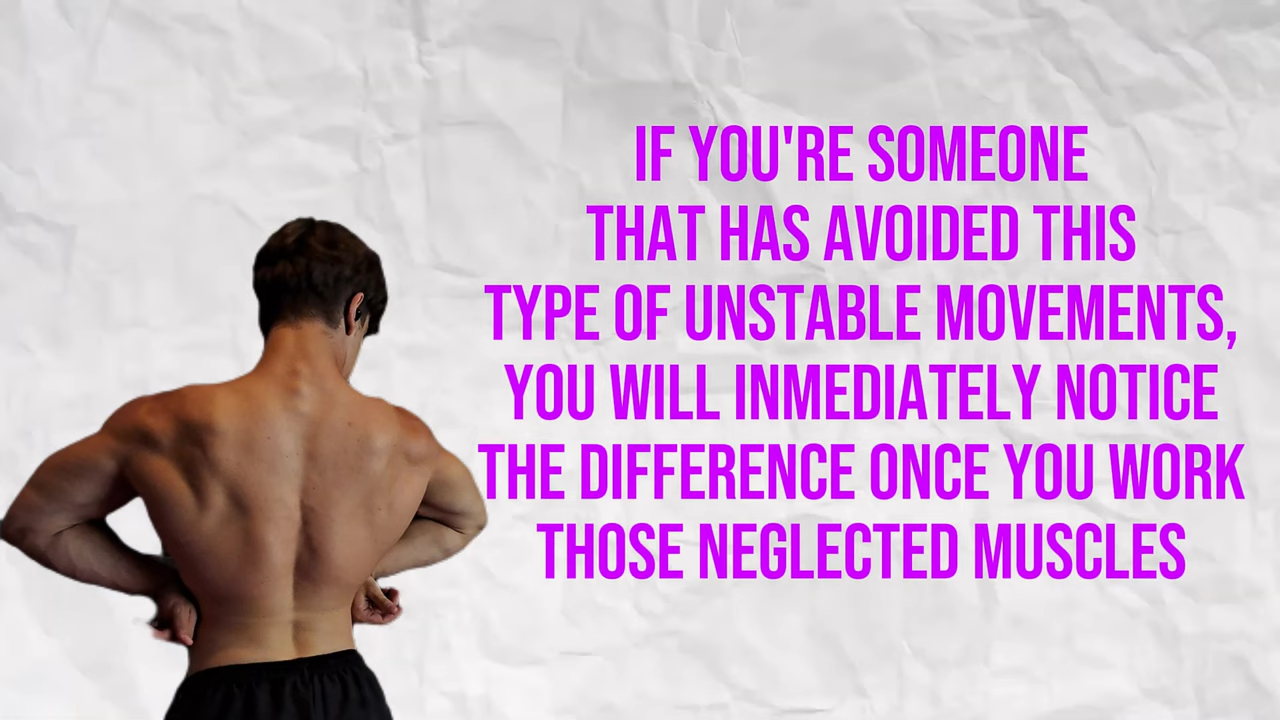 IF YOU'RE SOMEONE
THAT HAS AVOIDED THIS
TYPE OF UNSTABLE MOVEMENTS,
YOU WILL INMEDIATELY NOTICE
THE DIFFERENCE ONCE YOU WORK
THOSE NEGLECTED MUSCLES